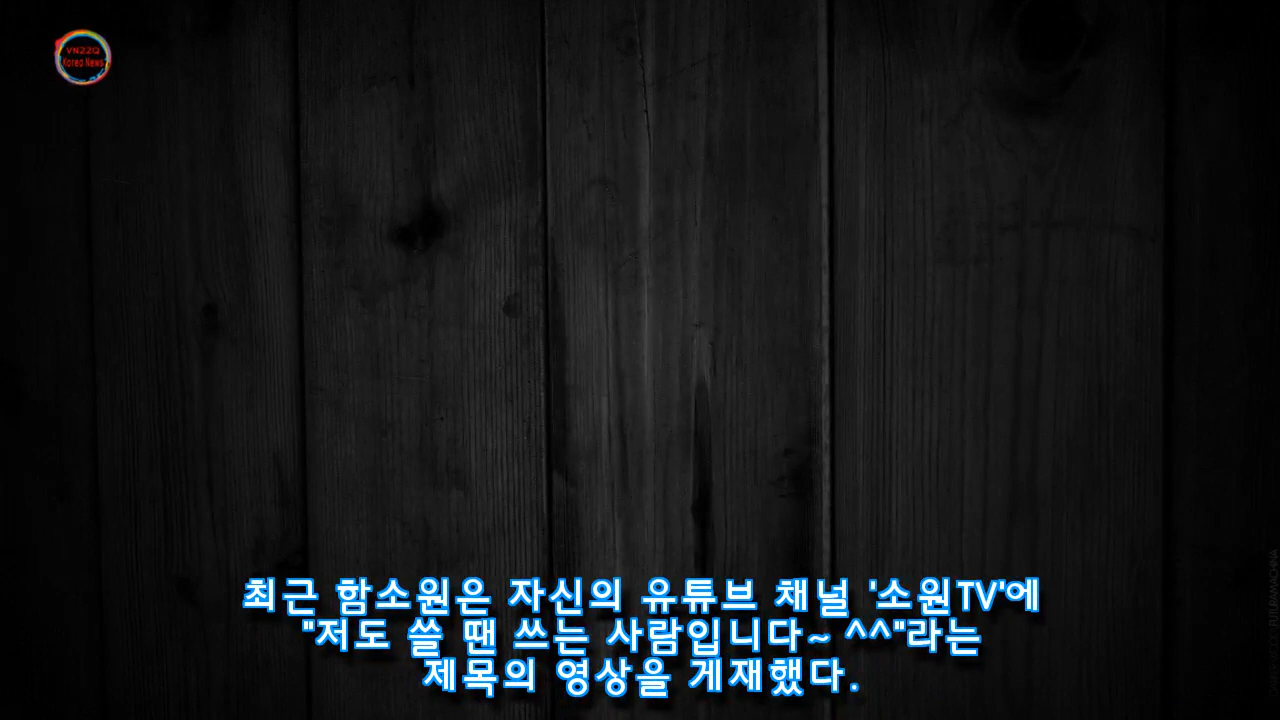 VN22Q
Korea News
최근 함소원은 자신의 유튜브 채널 '소원TV'에
"저도 쓸 땐 쓰는 사람입니다~ ^^"라는
제목의 영상을 게재했다.